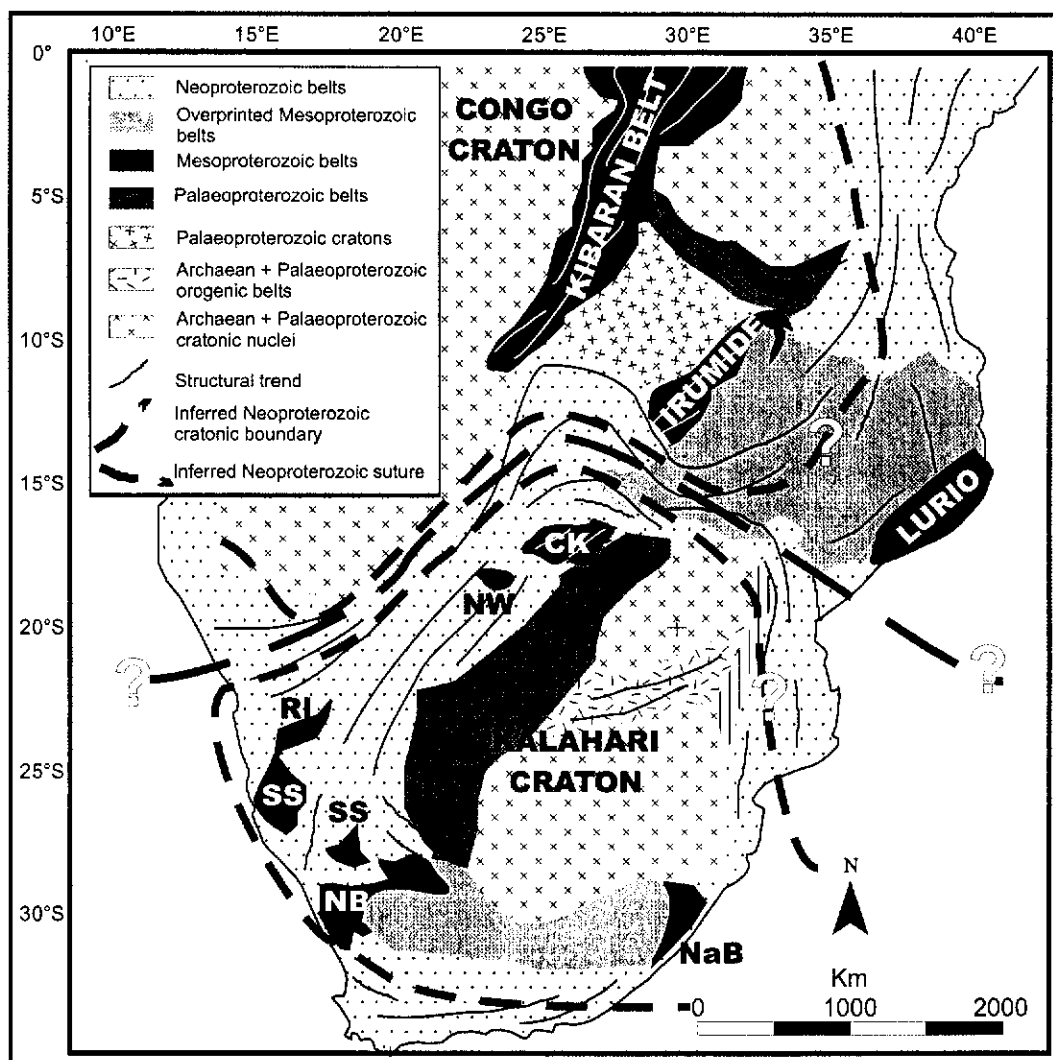 10°E 15°E 20°E 25°E 30°E 35°E 40°E
0°
5°S
10°S
15°S
20°S
25°S
30°S
Neoproterozoic belts
Overprinted Mesoproterozoic
belts
Mesoproterozoic belts
Palaeoproterozoic belts
Palaeoproterozoic cratons
Archaean + Palaeoproterozoic
orogenic belts
Archaean + Palaeoproterozoic
cratonic nuclei
Structural trend
Inferred Neoproterozoic
cratonic boundary
Inferred Neoproterozoic suture
CONGO
CRATON
KIBARAN BELT
IRUMIDE
?
LURIO
CK
NW
?
?
?
RI
SS
SS
KALAHARI
CRATON
NB
NaB
N
Km
0 1000 2000